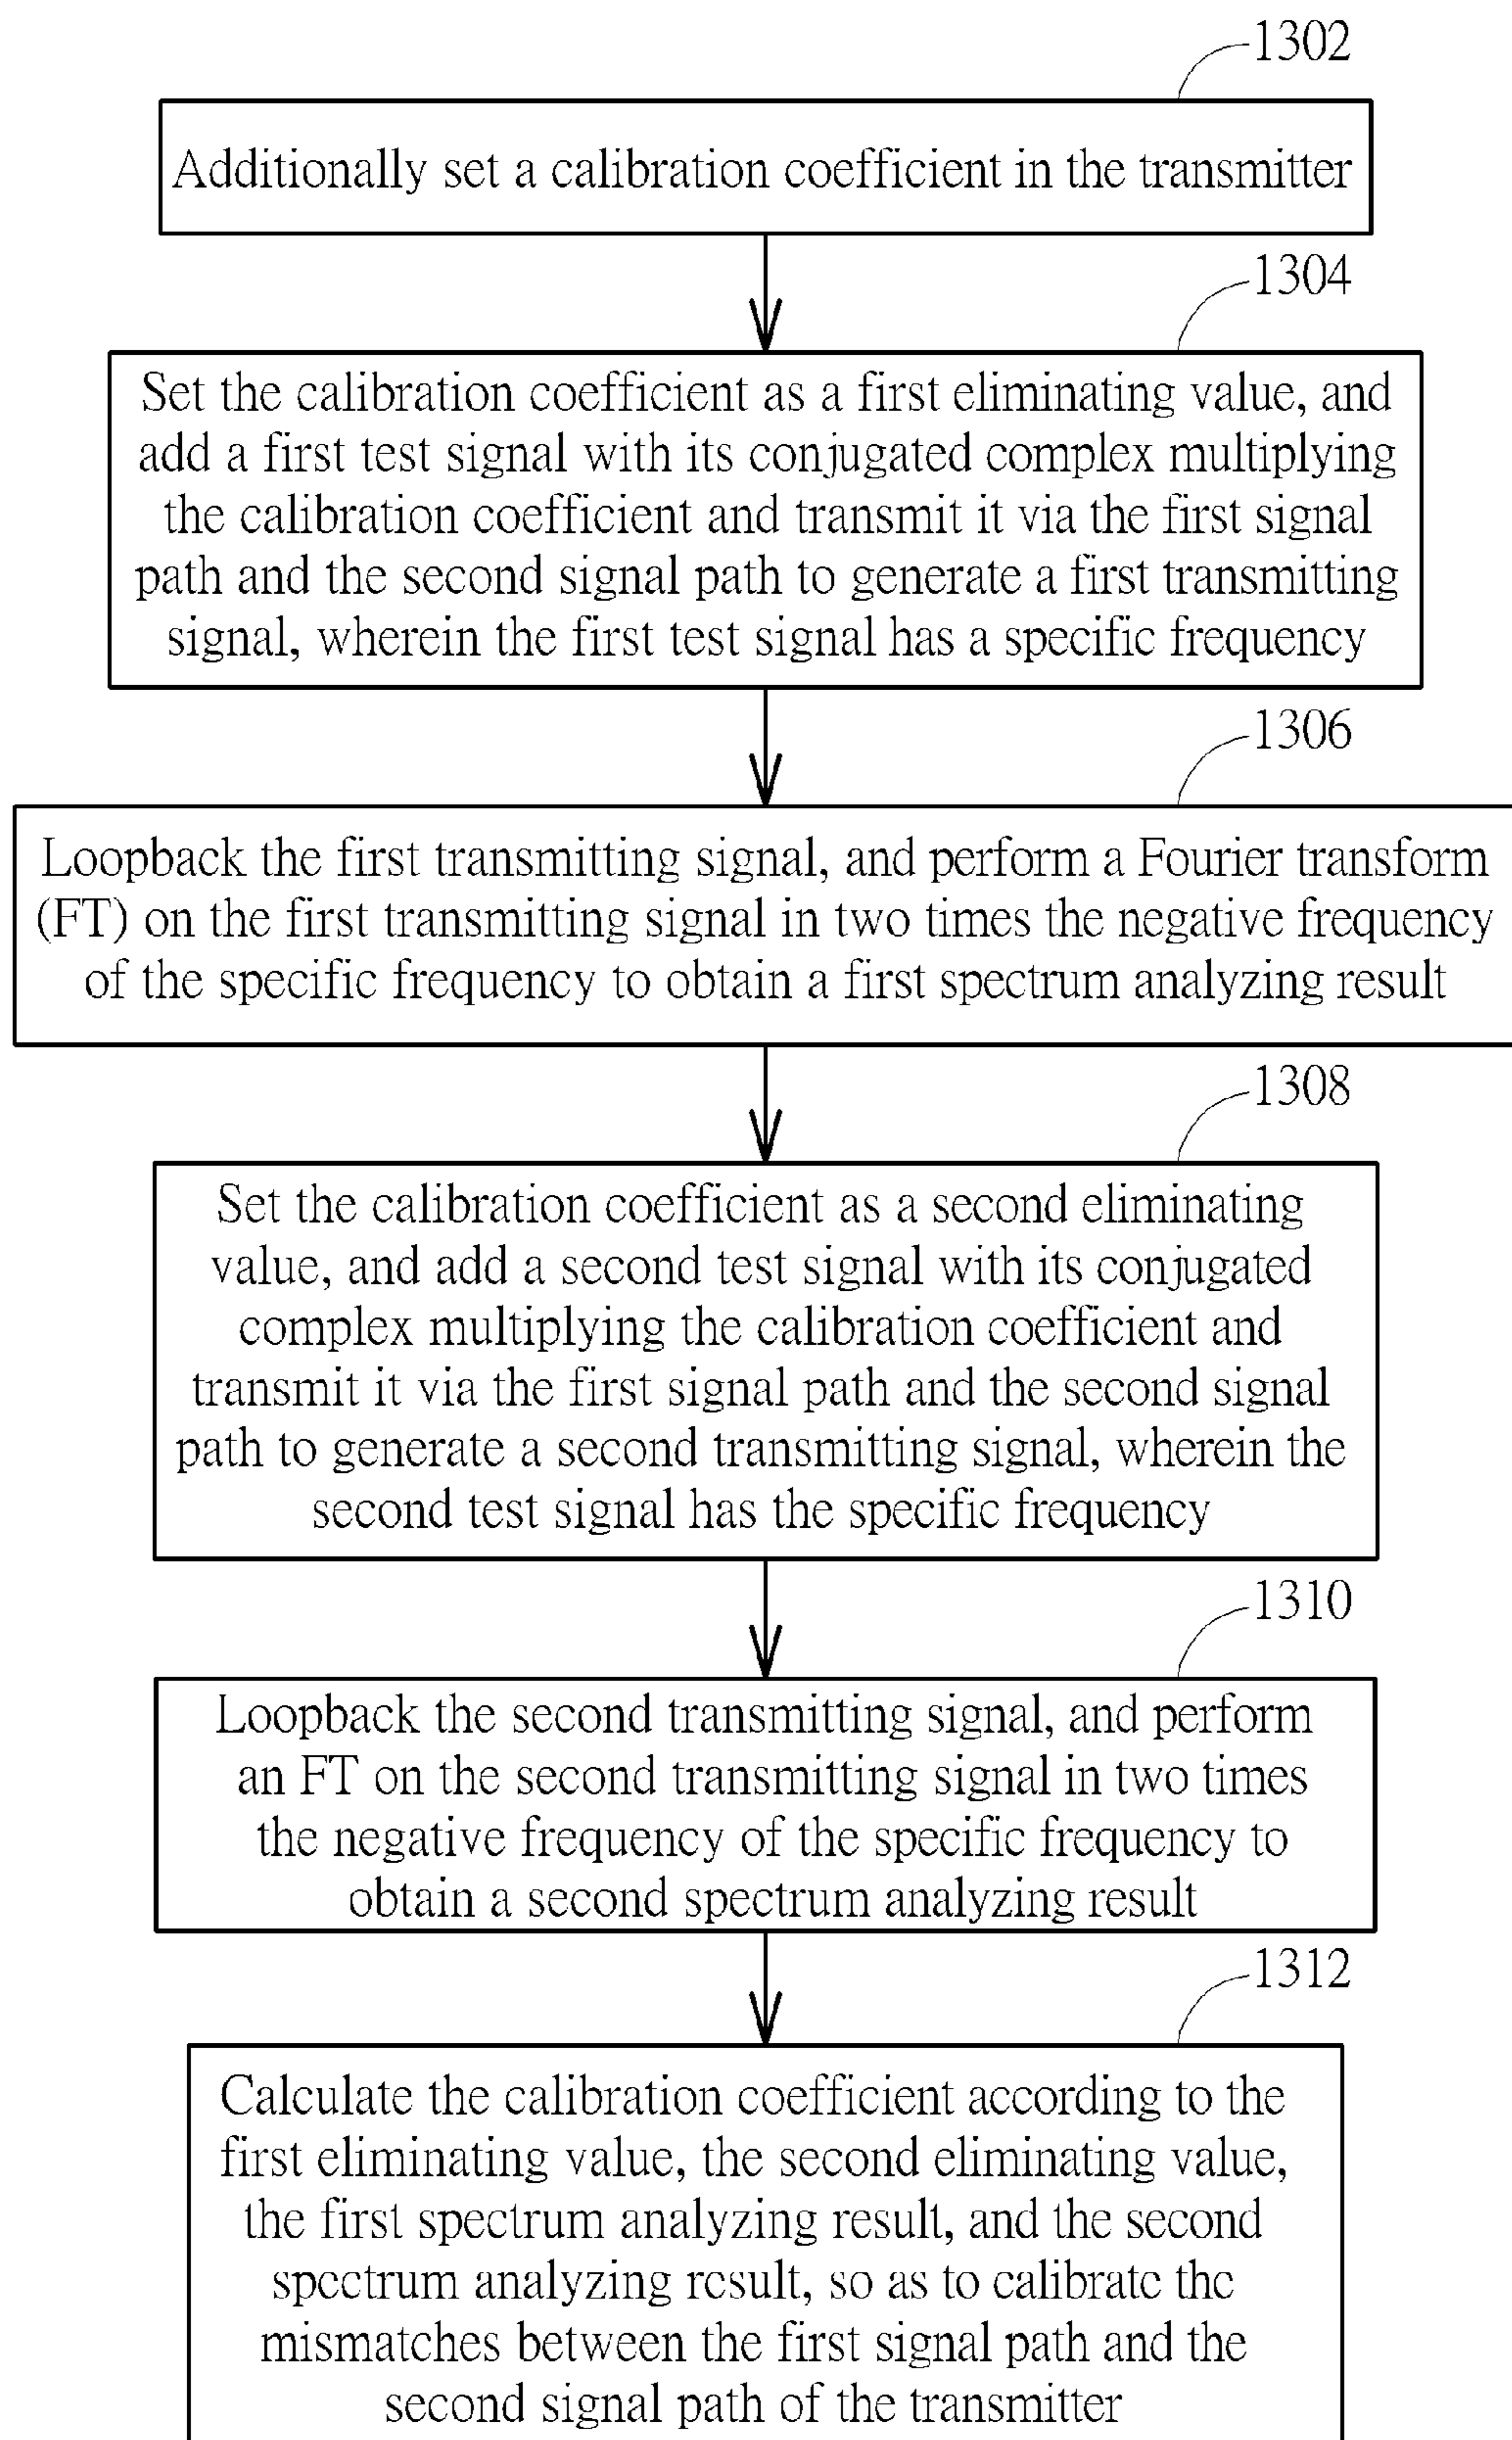 1302
Additionally set a calibration coefficient in the transmitter
1304
Set the calibration coefficient as a first eliminating value, and
add a first test signal with its conjugated complex multiplying
the calibration coefficient and transmit it via the first signal
path and the second signal path to generate a first transmitting
signal, wherein the first test signal has a specific frequency
1306
Loopback the first transmitting signal, and perform a Fourier transform
(FT) on the first transmitting signal in two times the negative frequency
of the specific frequency to obtain a first spectrum analyzing result
1308
Set the calibration coefficient as a second eliminating
value, and add a second test signal with its conjugated
complex multiplying the calibration coefficient and
transmit it via the first signal path and the second signal
path to generate a second transmitting signal, wherein the
second test signal has the specific frequency
1310
Loopback the second transmitting signal, and perform
an FT on the second transmitting signal in two times
the negative frequency of the specific frequency to
obtain a second spectrum analyzing result
1312
Calculate the calibration coefficient according to the
first eliminating value, the second eliminating value,
the first spectrum analyzing result, and the second
spectrum analyzing result, so as to calibrate the
mismatches between the first signal path and the
second signal path of the transmitter